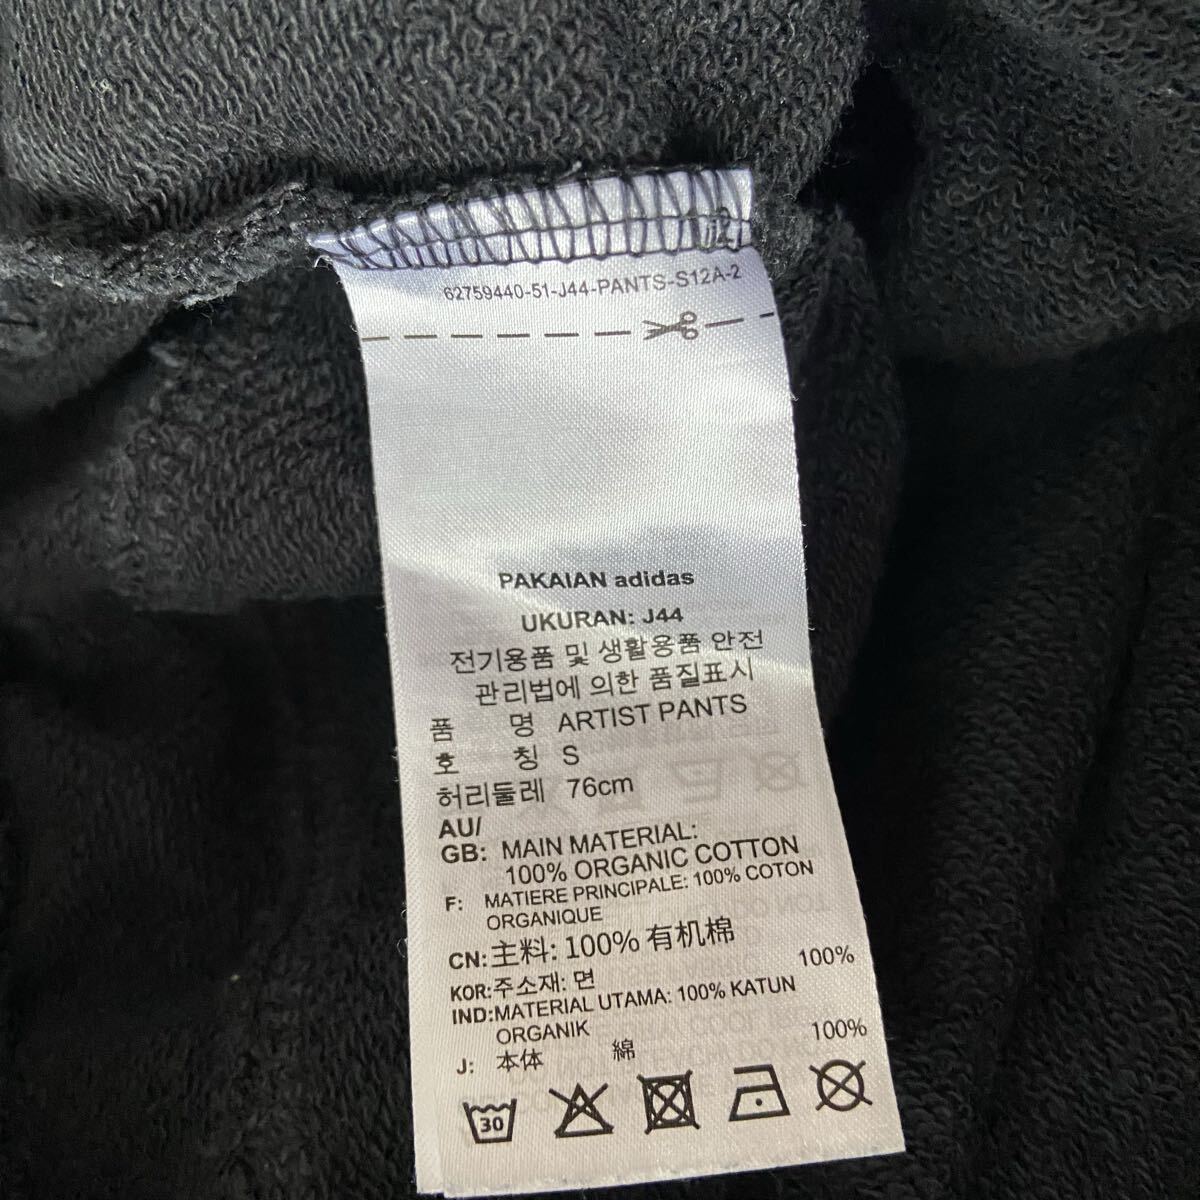 62759440-51-J44-PANTS-S12A-2
PAKAIAN adidas
UKURAN: J44
전기용품 및 생활용품 안전
관리법에 의한 품질표시
품 명 ARTIST PANTS
호 칭 S
허리둘레 76cm
AU/
GB: MAIN MATERIAL:
100% ORGANIC COTTON
F: MATIERE PRINCIPALE: 100% COTON
ORGANIQUE
CN: 主料: 100% 有机棉
KOR: 주소재: 면 100%
IND: MATERIAL UTAMA: 100% KATUN
ORGANIK
J: 本体 綿 100%
30